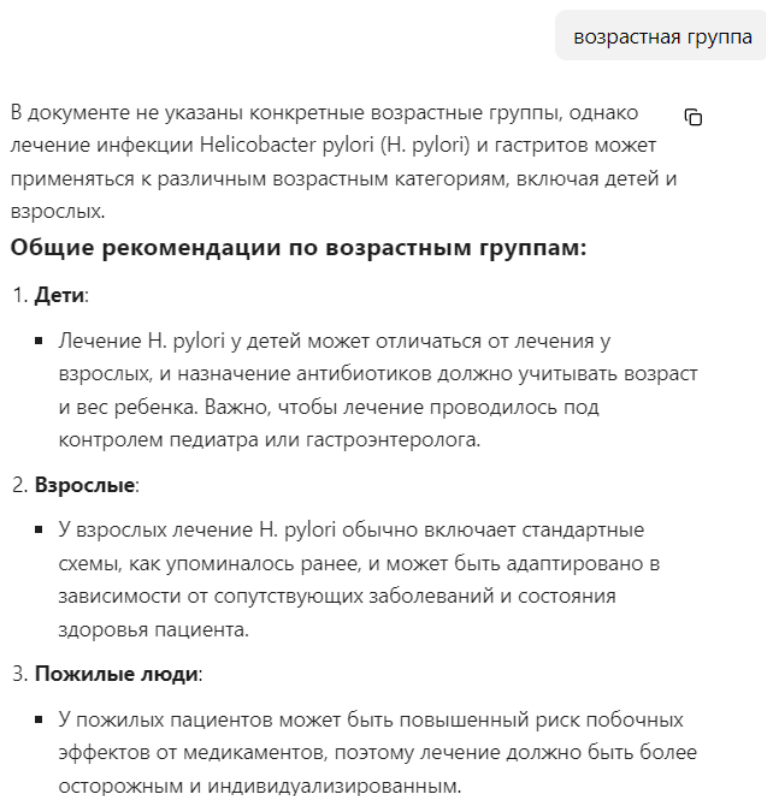 возрастная группа
В документе не указаны конкретные возрастные группы, однако
лечение инфекции Helicobacter pylori (H. pylori) и гастритов может
применяться к различным возрастным категориям, включая детей и
взрослых.
Общие рекомендации по возрастным группам:
1. Дети:
▪ Лечение H. pylori у детей может отличаться от лечения у
взрослых, и назначение антибиотиков должно учитывать возраст
и вес ребенка. Важно, чтобы лечение проводилось под
контролем педиатра или гастроэнтеролога.
2. Взрослые:
▪ У взрослых лечение H. pylori обычно включает стандартные
схемы, как упоминалось ранее, и может быть адаптировано в
зависимости от сопутствующих заболеваний и состояния
здоровья пациента.
3. Пожилые люди:
▪ У пожилых пациентов может быть повышенный риск побочных
эффектов от медикаментов, поэтому лечение должно быть более
осторожным и индивидуализированным.